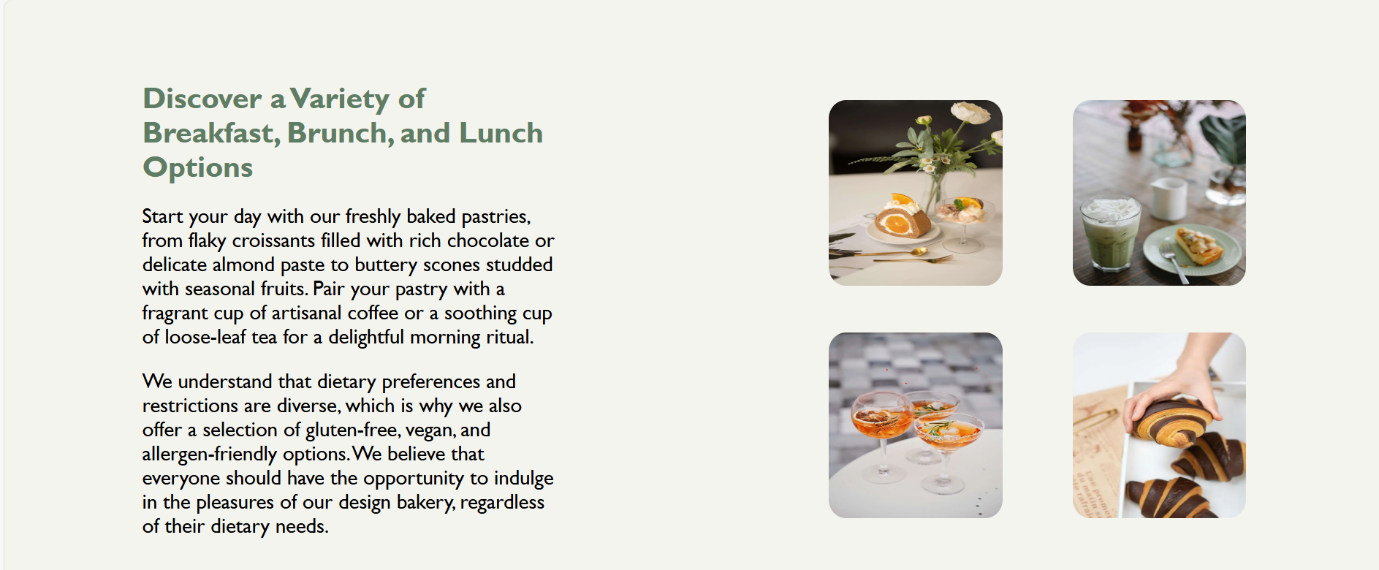 Discover a Variety of
Breakfast, Brunch, and Lunch
Options
Start your day with our freshly baked pastries,
from flaky croissants filled with rich chocolate or
delicate almond paste to buttery scones studded
with seasonal fruits. Pair your pastry with a
fragrant cup of artisanal coffee or a soothing cup
of loose-leaf tea for a delightful morning ritual.
We understand that dietary preferences and
restrictions are diverse, which is why we also
offer a selection of gluten-free, vegan, and
allergen-friendly options. We believe that
everyone should have the opportunity to indulge
in the pleasures of our design bakery, regardless
of their dietary needs.